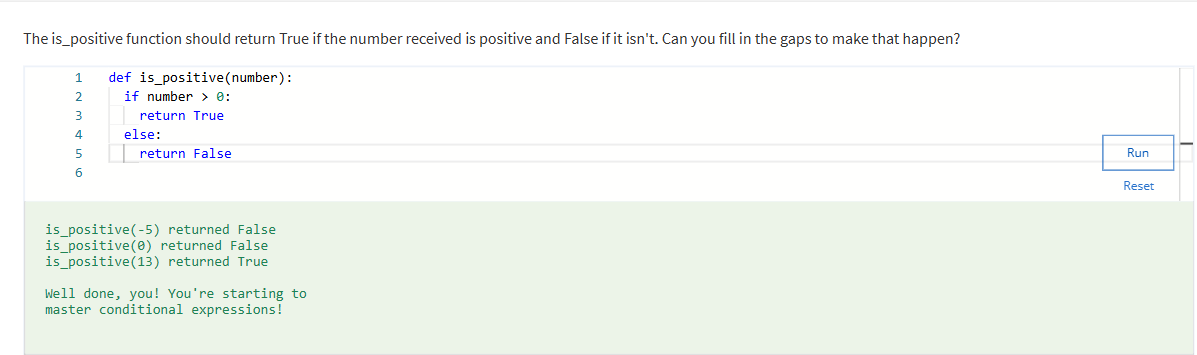 The is_positive function should return True if the number received is positive and False if it isn't. Can you fill in the gaps to make that happen?
1 def is_positive(number):
2   if number > 0:
3     return True
4   else:
5     return False
6
Run
Reset
is_positive(-5) returned False
is_positive(0) returned False
is_positive(13) returned True
Well done, you! You're starting to
master conditional expressions!